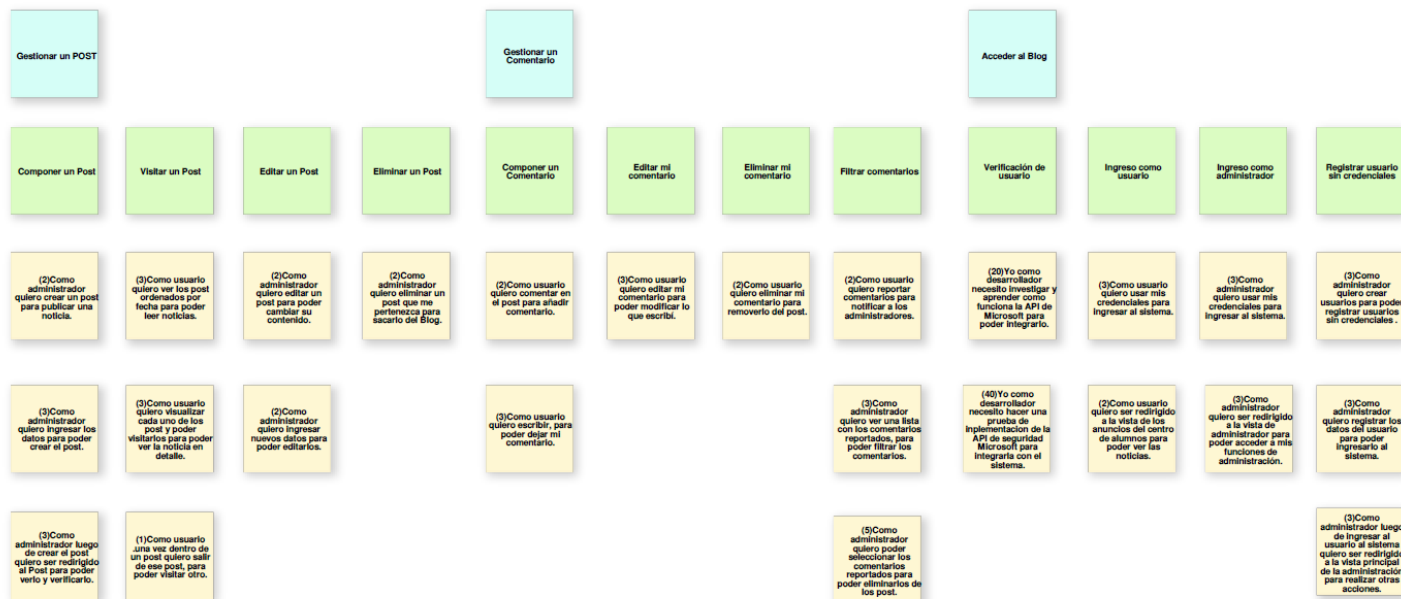 Gestionar un POST
Gestionar un
Comentario
Acceder al Blog
Componer un Post
Visitar un Post
Editar un Post
Eliminar un Post
Componer un
Comentario
Editar mi
comentario
Eliminar mi
comentario
Filtrar comentarios
Verificación de
usuario
Ingreso como
usuario
Ingreso como
administrador
Registrar usuario
sin credenciales
(2)Como
administrador
quiero crear un post
para publicar una
noticia.
(3)Como usuario
quiero ver los post
ordenados por
fecha para poder
leer noticias.
(2)Como
administrador
quiero editar un
post para poder
cambiar su
contenido.
(2)Como
administrador
quiero eliminar un
post que me
pertenezca para
sacarlo del Blog.
(2)Como usuario
quiero comentar en
el post para añadir
comentario.
(3)Como usuario
quiero editar mi
comentario para
poder modificar lo
que escribí.
(2)Como usuario
quiero eliminar mi
comentario para
removerlo del post.
(2)Como usuario
quiero reportar
comentarios para
notificar a los
administradores.
(20)Yo como
desarrollador
necesito investigar y
aprender como
funciona la API de
Microsoft para
poder integrarlo.
(3)Como usuario
quiero usar mis
credenciales para
ingresar al sistema.
(3)Como
administrador
quiero usar mis
credenciales para
ingresar al sistema.
(3)Como
administrador
quiero crear
usuarios para poder
registrar usuarios
sin credenciales .
(3)Como
administrador
quiero ingresar los
datos para poder
crear el post.
(3)Como usuario
quiero visualizar
cada uno de los
post y poder
visitarlos para poder
ver la noticia en
detalle.
(2)Como
administrador
quiero ingresar
nuevos datos para
poder editarlos.
(3)Como usuario
quiero escribir, para
poder dejar mi
comentario.
(3)Como
administrador
quiero ver una lista
con los comentarios
reportados, para
poder filtrar los
comentarios.
(40)Yo como
desarrollador
necesito hacer una
prueba de
inplementacion de la
API de seguridad
Microsoft para
integrarla con el
sistema.
(2)Como usuario
quiero ser redirigido
a la vista de los
anuncios del centro
de alumnos para
poder ver las
noticias.
(3)Como
administrador
quiero ser redirigido
a la vista de
administrador para
poder acceder a mis
funciones de
administración.
(3)Como
administrador
quiero registrar los
datos del usuario
para poder
ingresarlo al
sistema.
(3)Como
administrador luego
de crear el post
quiero ser redirigido
al Post para poder
verlo y verificarlo.
(1)Como usuario
.una vez dentro de
un post quiero salir
de ese post, para
poder visitar otro.
(5)Como
administrador
quiero poder
seleccionar los
comentarios
reportados para
poder eliminarlos de
los post.
(3)Como
administrador luego
de ingresar al
usuario al sistema
quiero ser redirigido
a la vista principal
de la administración
para realizar otras
acciones.